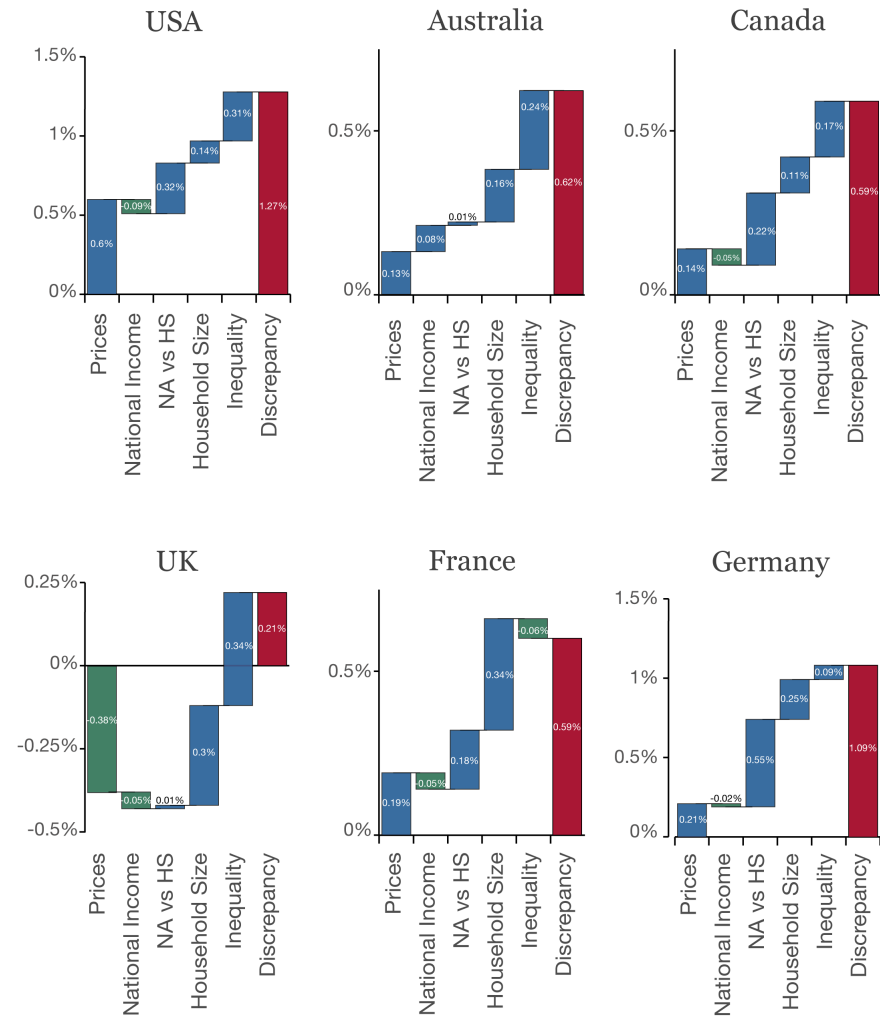 USA
1.5%
1%
0.5%
0%
0.6%
-0.09%
0.32%
0.14%
0.31%
1.27%
Prices
National Income
NA vs HS
Household Size
Inequality
Discrepancy
Australia
0.5%
0%
0.13%
0.08%
0.01%
0.16%
0.24%
0.62%
Prices
National Income
NA vs HS
Household Size
Inequality
Discrepancy
Canada
0.5%
0%
0.14%
-0.05%
0.22%
0.11%
0.17%
0.59%
Prices
National Income
NA vs HS
Household Size
Inequality
Discrepancy
UK
0.25%
0%
-0.25%
-0.5%
-0.38%
-0.05%
0.01%
0.3%
0.34%
0.21%
Prices
National Income
NA vs HS
Household Size
Inequality
Discrepancy
France
0.5%
0%
0.19%
-0.05%
0.18%
0.34%
-0.06%
0.59%
Prices
National Income
NA vs HS
Household Size
Inequality
Discrepancy
Germany
1.5%
1%
0.5%
0%
0.21%
-0.02%
0.55%
0.25%
0.09%
1.09%
Prices
National Income
NA vs HS
Household Size
Inequality
Discrepancy